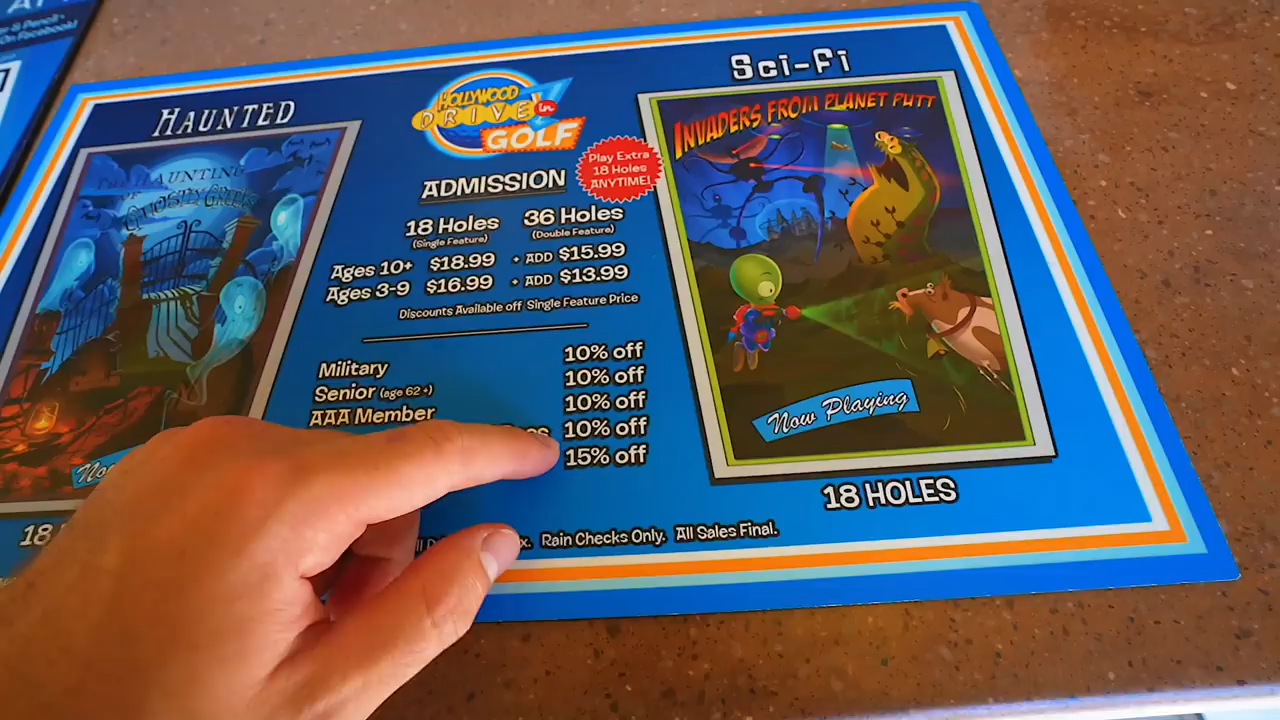 HAUNTED
THE HAUNTING
OF
GHOSTLY GREENS
18
HOLLYWOOD
DRIVE in
GOLF
Play Extra
18 Holes
ANYTIME!
ADMISSION
18 Holes 36 Holes
(Single Feature) (Double Feature)
Ages 10+ $18.99 + ADD $15.99
Ages 3-9 $16.99 + ADD $13.99
Discounts Available off Single Feature Price
Military 10% off
Senior (age 62+) 10% off
AAA Member 10% off
10% off
15% off
Rain Checks Only. All Sales Final.
Sci-Fi
INVADERS FROM PLANET PUTT
Now Playing
18 HOLES
& Pencil
On Facebook!